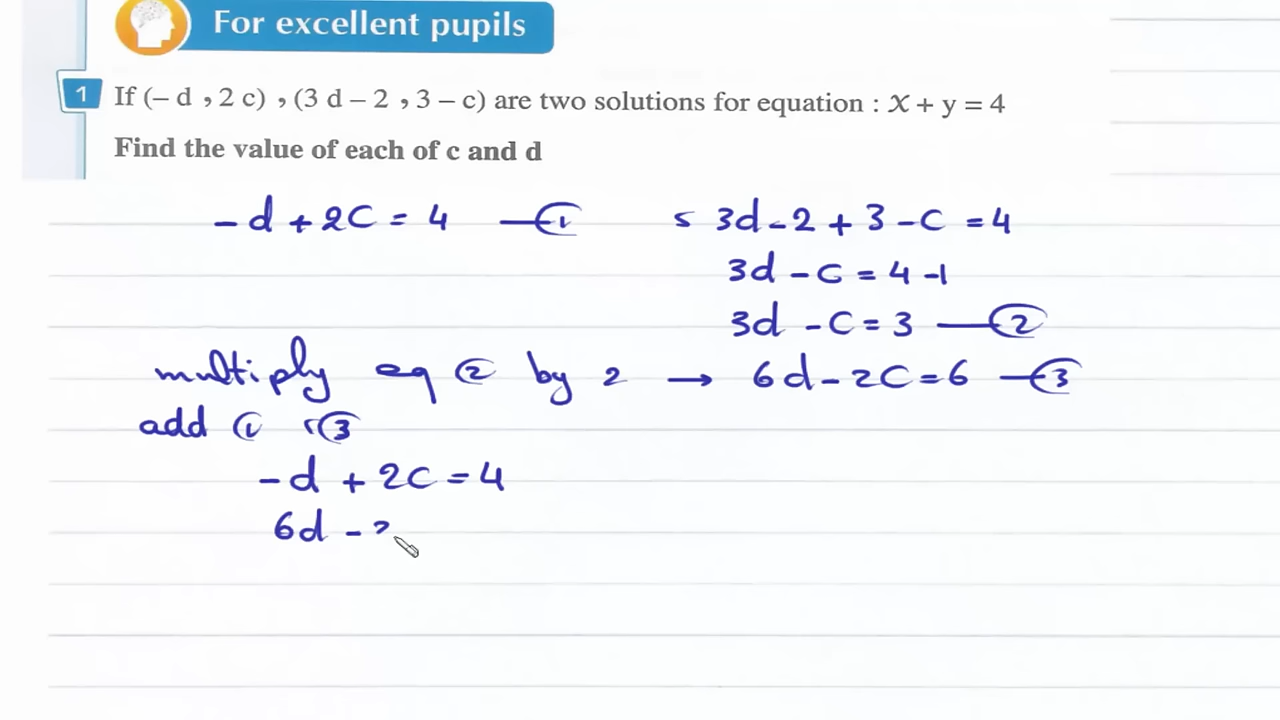 For excellent pupils
1 If (– d , 2 c) , (3 d – 2 , 3 – c) are two solutions for equation : x + y = 4
Find the value of each of c and d
-d + 2C = 4 —① , 3d - 2 + 3 - C = 4
3d - C = 4 - 1
3d - C = 3 —②
multiply eq ② by 2 → 6d - 2C = 6 —③
add ① , ③
-d + 2C = 4
6d - 2